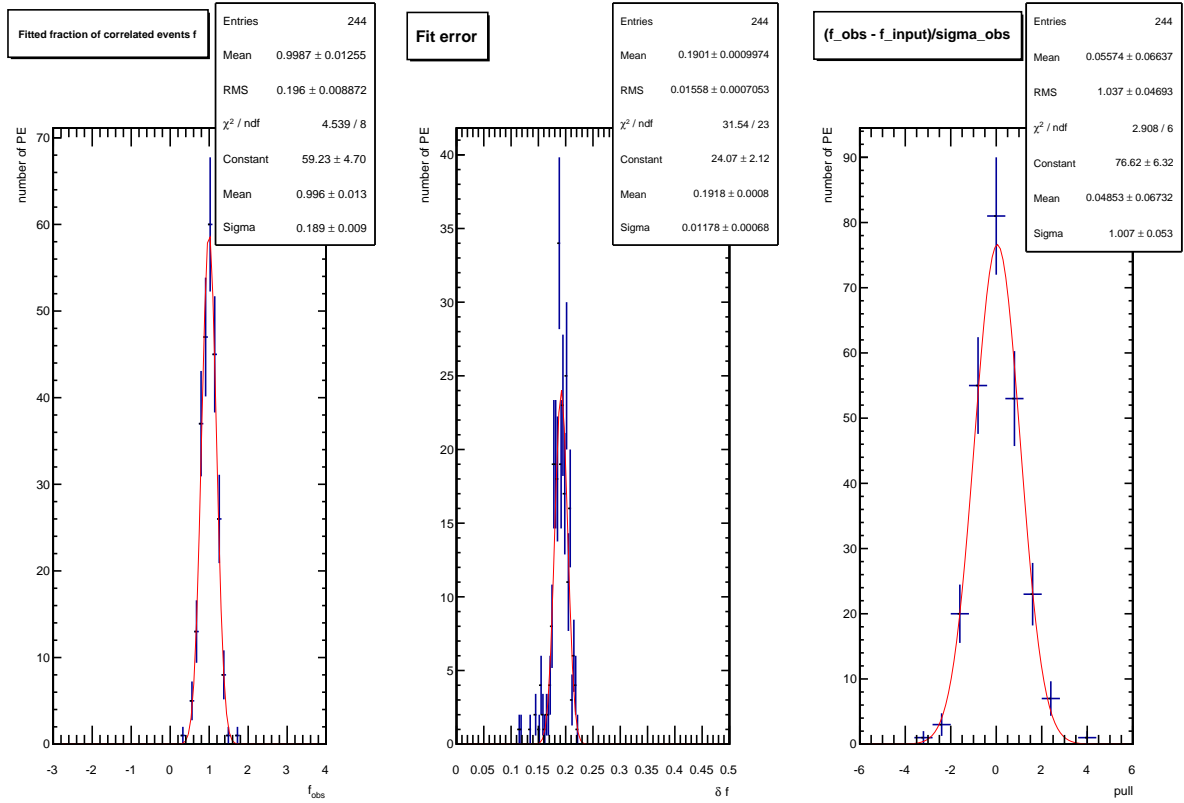 Fitted fraction of correlated events f
Entries 244
Mean 0.9987 ± 0.01255
RMS 0.196 ± 0.008872
χ² / ndf 4.539 / 8
Constant 59.23 ± 4.70
Mean 0.996 ± 0.013
Sigma 0.189 ± 0.009
number of PE
70
60
50
40
30
20
10
0
-3 -2 -1 0 1 2 3 4
f_obs
Fit error
Entries 244
Mean 0.1901 ± 0.0009974
RMS 0.01558 ± 0.0007053
χ² / ndf 31.54 / 23
Constant 24.07 ± 2.12
Mean 0.1918 ± 0.0008
Sigma 0.01178 ± 0.00068
number of PE
40
35
30
25
20
15
10
5
0
0 0.05 0.1 0.15 0.2 0.25 0.3 0.35 0.4 0.45 0.5
δ f
(f_obs - f_input)/sigma_obs
Entries 244
Mean 0.05574 ± 0.06637
RMS 1.037 ± 0.04693
χ² / ndf 2.908 / 6
Constant 76.62 ± 6.32
Mean 0.04853 ± 0.06732
Sigma 1.007 ± 0.053
number of PE
90
80
70
60
50
40
30
20
10
0
-6 -4 -2 0 2 4 6
pull